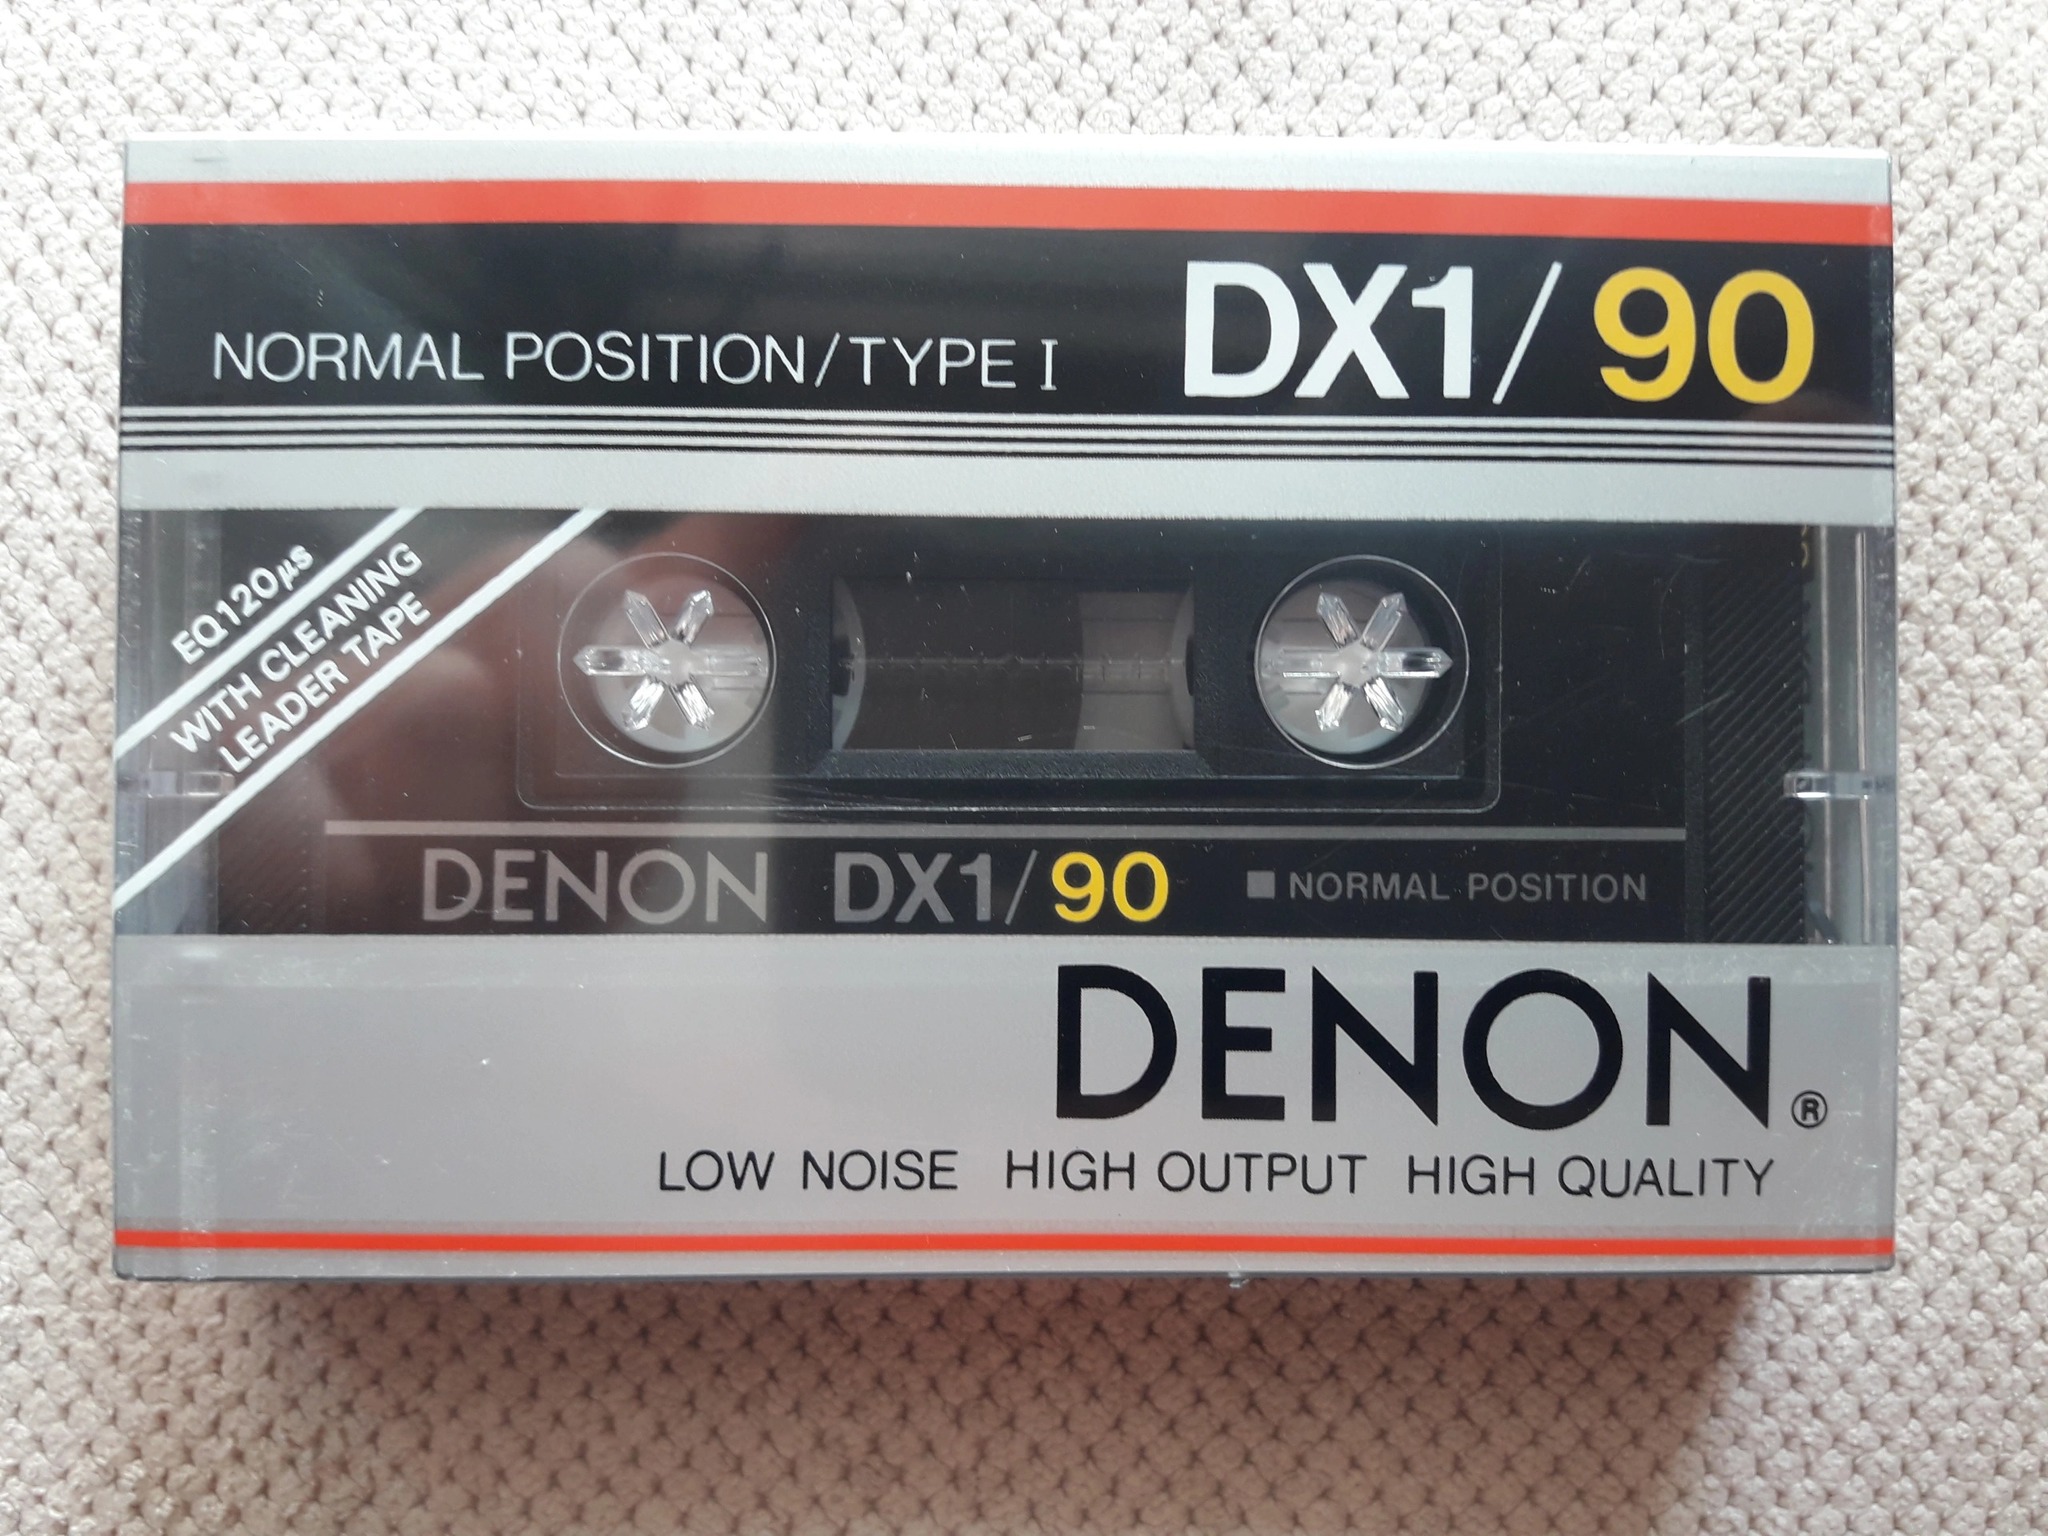 NORMAL POSITION/TYPE I
DX1/90
EQ120μs
WITH CLEANING
LEADER TAPE
DENON DX1/90 ■ NORMAL POSITION
DENON®
LOW NOISE HIGH OUTPUT HIGH QUALITY